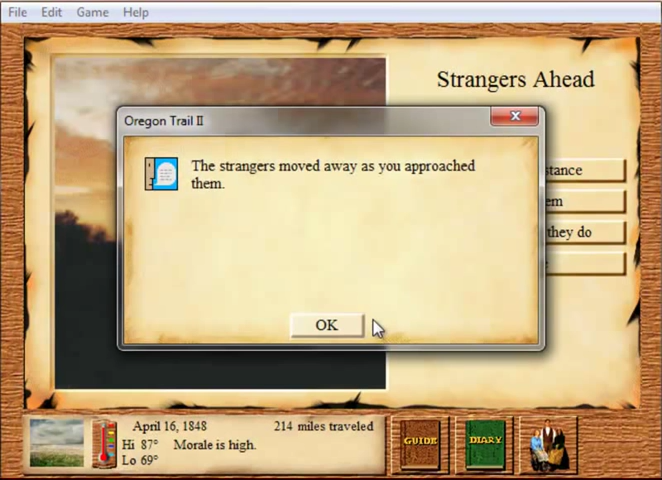 File Edit Game Help
Strangers Ahead
Oregon Trail II
The strangers moved away as you approached
them.
stance
em
they do
OK
April 16, 1848 214 miles traveled
Hi 87° Morale is high.
Lo 69°
GUIDE
DIARY